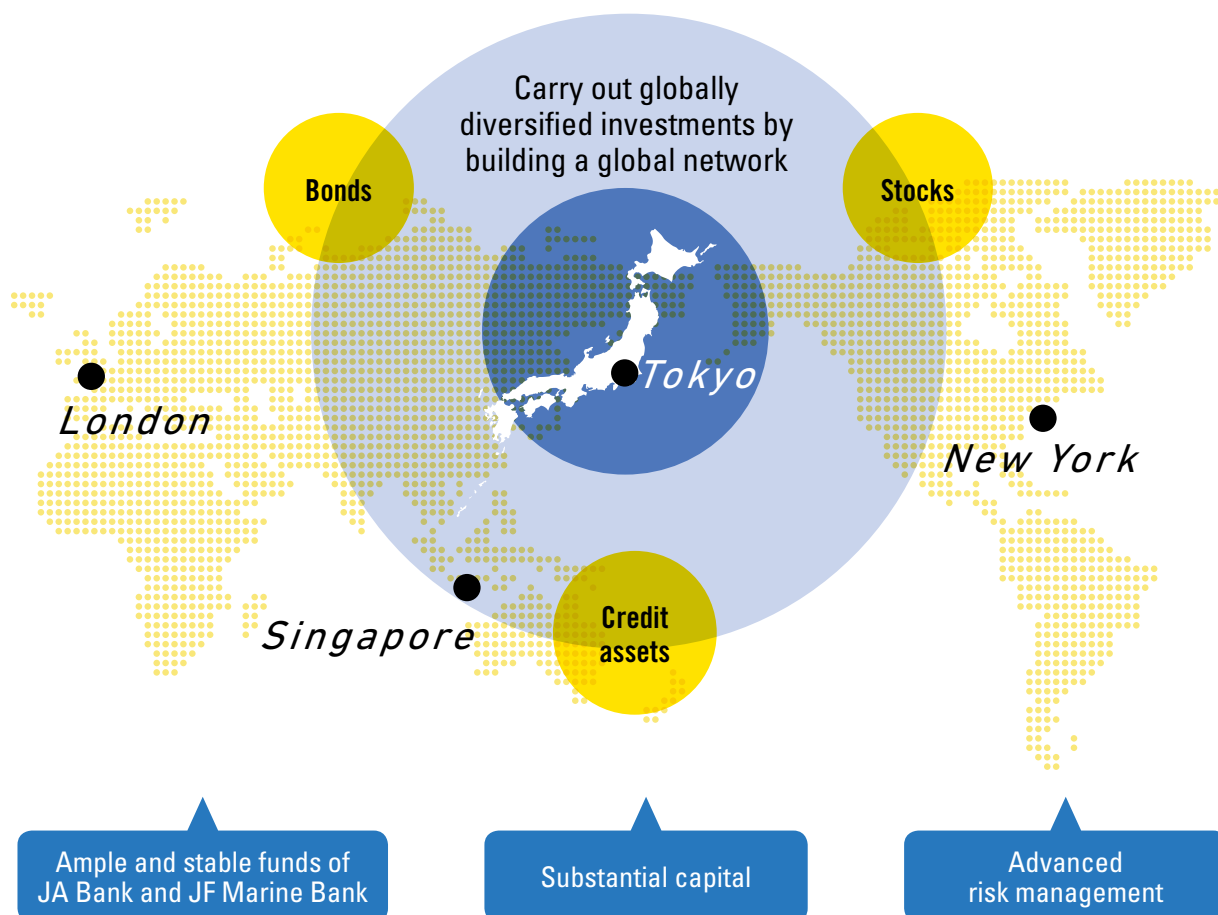 Carry out globally
diversified investments by
building a global network
Bonds
Stocks
Tokyo
London
New York
Singapore
Credit
assets
Ample and stable funds of
JA Bank and JF Marine Bank
Substantial capital
Advanced
risk management